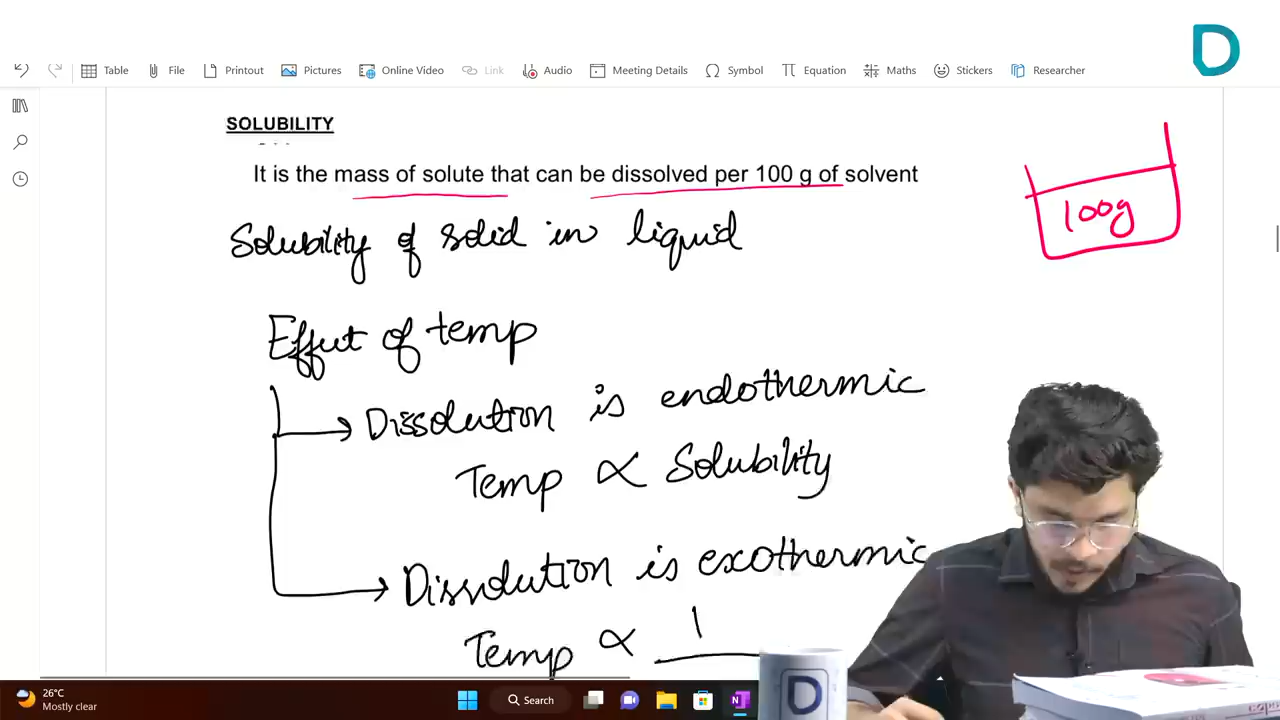 D
Table File Printout Pictures Online Video Link Audio Meeting Details Symbol Equation Maths Stickers Researcher
SOLUBILITY
It is the mass of solute that can be dissolved per 100 g of solvent
100g
Solubility of solid in liquid
Effect of temp
Dissolution is endothermic
Temp ∝ Solubility
Dissolution is exothermic
Temp ∝ 1
D
26°C
Mostly clear
Search